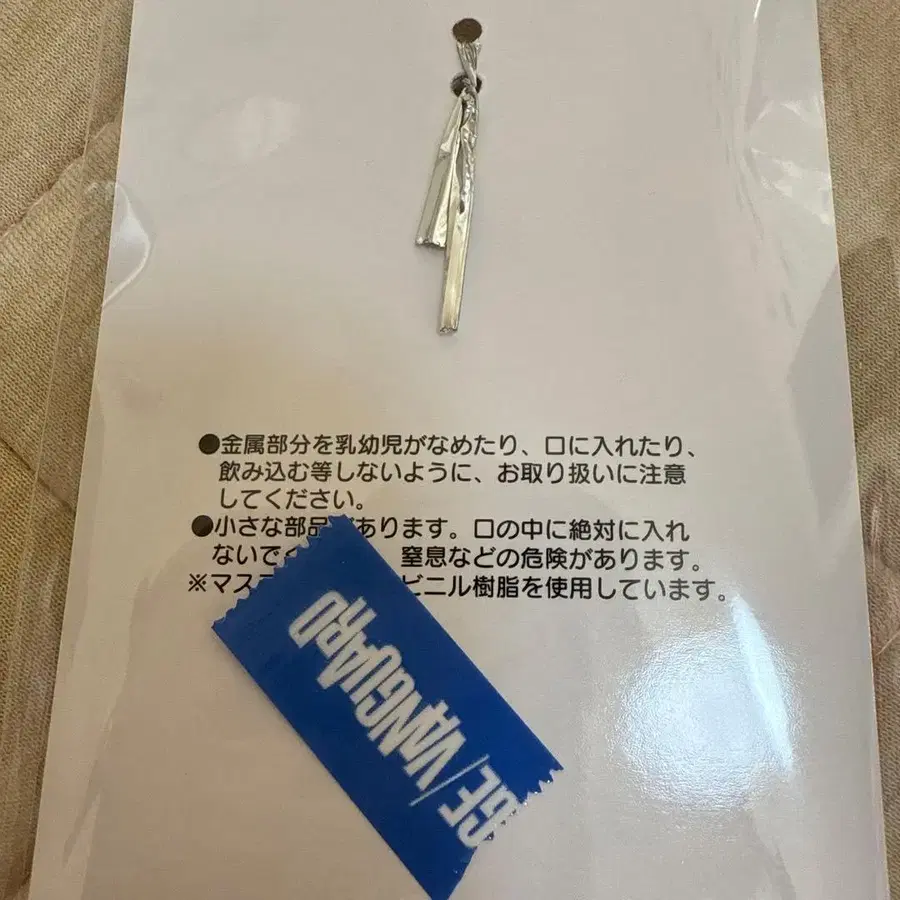 ●金属部分を乳幼児がなめたり、口に入れたり、
飲み込む等しないように、お取り扱いに注意
してください。
●小さな部品があります。口の中に絶対に入れ
ないでく 窒息などの危険があります。
※マス ビニル樹脂を使用しています。
GE/VANGUARD